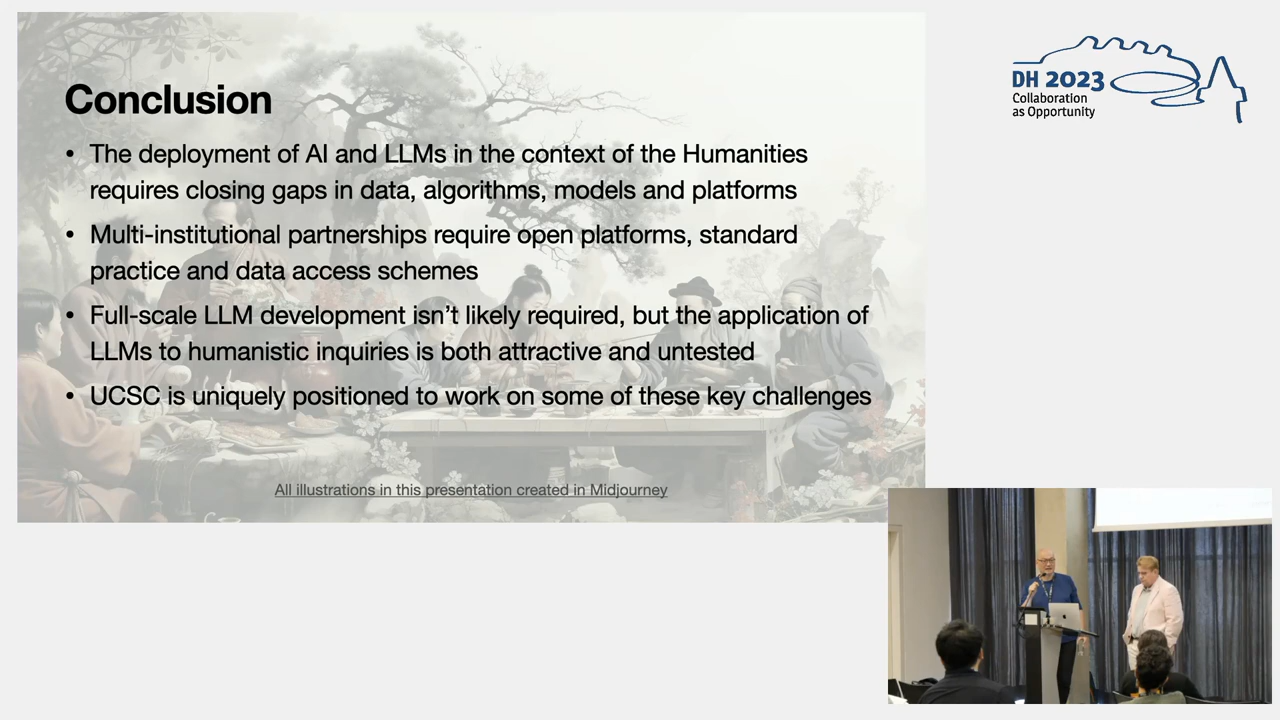 Conclusion
• The deployment of AI and LLMs in the context of the Humanities
requires closing gaps in data, algorithms, models and platforms
• Multi-institutional partnerships require open platforms, standard
practice and data access schemes
• Full-scale LLM development isn’t likely required, but the application of
LLMs to humanistic inquiries is both attractive and untested
• UCSC is uniquely positioned to work on some of these key challenges
All illustrations in this presentation created in Midjourney
DH 2023
Collaboration
as Opportunity